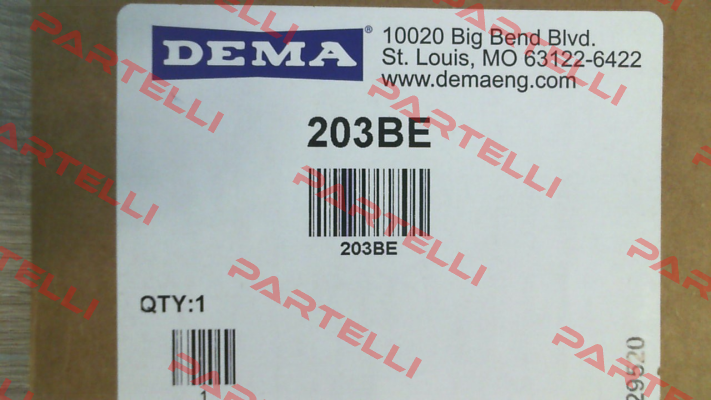 DEMA®
10020 Big Bend Blvd.
St. Louis, MO 63122-6422
www.demaeng.com
203BE
203BE
QTY:1
1
29520
PARTELLI
PARTELLI
PARTELLI
PARTELLI
PARTELLI
PARTELLI
PARTELLI